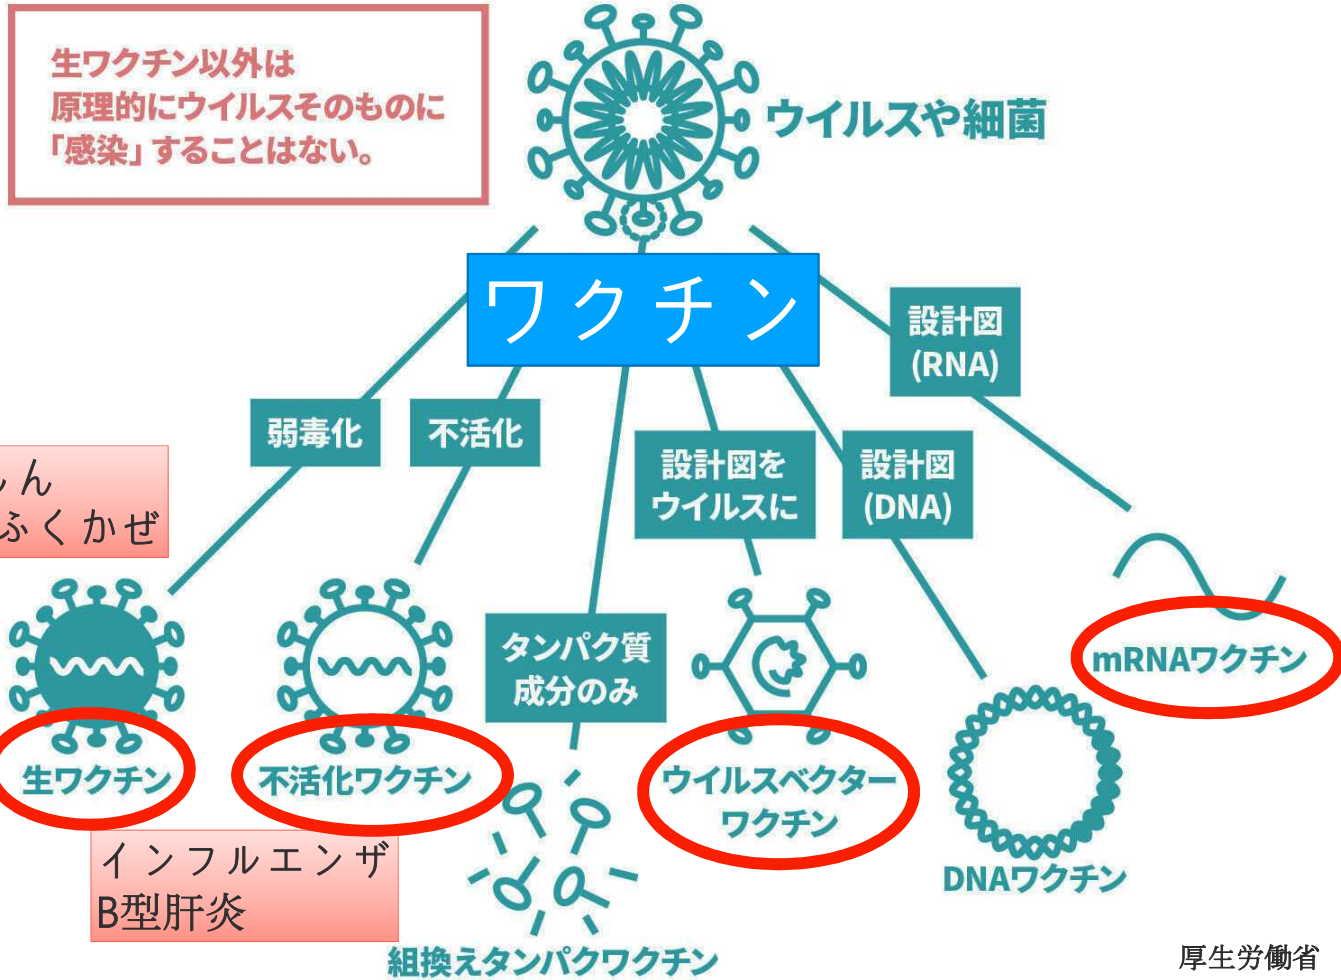 生ワクチン以外は
原理的にウイルスそのものに
「感染」することはない。
ウイルスや細菌
ワクチン
設計図
(RNA)
弱毒化
不活化
設計図を
ウイルスに
設計図
(DNA)
しん
ふくかぜ
タンパク質
成分のみ
mRNAワクチン
生ワクチン
不活化ワクチン
ウイルスベクター
ワクチン
DNAワクチン
インフルエンザ
B型肝炎
組換えタンパクワクチン
厚生労働省